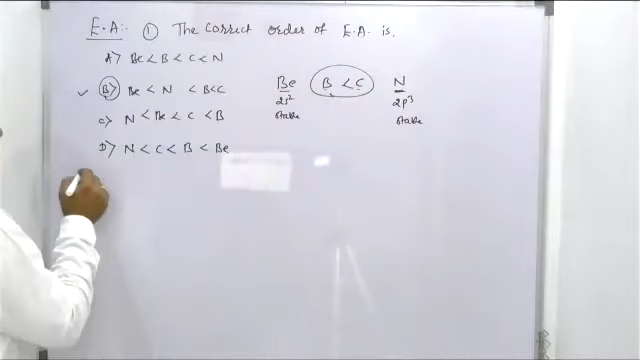 E.A:- ① The Correct order of E.A. is.
A> Be < B < C < N
B> Be < N < B < C
C> N < Be < C < B
D> N < C < B < Be
Be B < C N
2s² 2p³
stable stable